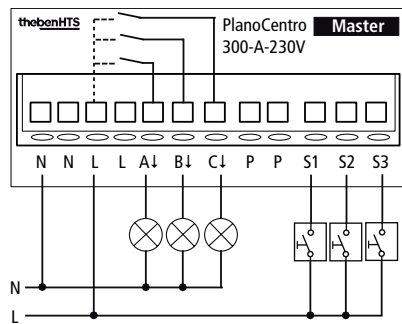 thebenHTS
PlanoCentro Master
300-A-230V
N N L L A↓ B↓ C↓ P P S1 S2 S3
N
L